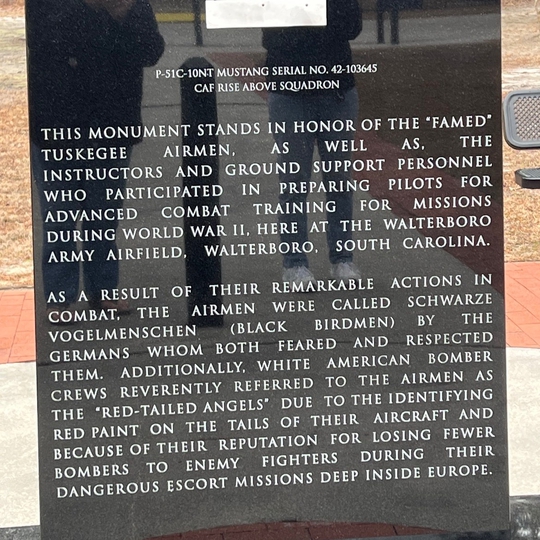 P-51C-10NT MUSTANG SERIAL NO. 42-103645
CAF RISE ABOVE SQUADRON
THIS MONUMENT STANDS IN HONOR OF THE "FAMED"
TUSKEGEE AIRMEN, AS WELL AS, THE
INSTRUCTORS AND GROUND SUPPORT PERSONNEL
WHO PARTICIPATED IN PREPARING PILOTS FOR
ADVANCED COMBAT TRAINING FOR MISSIONS
DURING WORLD WAR II, HERE AT THE WALTERBORO
ARMY AIRFIELD, WALTERBORO, SOUTH CAROLINA.
AS A RESULT OF THEIR REMARKABLE ACTIONS IN
COMBAT, THE AIRMEN WERE CALLED SCHWARZE
VOGELMENSCHEN (BLACK BIRDMEN) BY THE
GERMANS WHOM BOTH FEARED AND RESPECTED
THEM. ADDITIONALLY, WHITE AMERICAN BOMBER
CREWS REVERENTLY REFERRED TO THE AIRMEN AS
THE "RED-TAILED ANGELS" DUE TO THE IDENTIFYING
RED PAINT ON THE TAILS OF THEIR AIRCRAFT AND
BECAUSE OF THEIR REPUTATION FOR LOSING FEWER
BOMBERS TO ENEMY FIGHTERS DURING THEIR
DANGEROUS ESCORT MISSIONS DEEP INSIDE EUROPE.